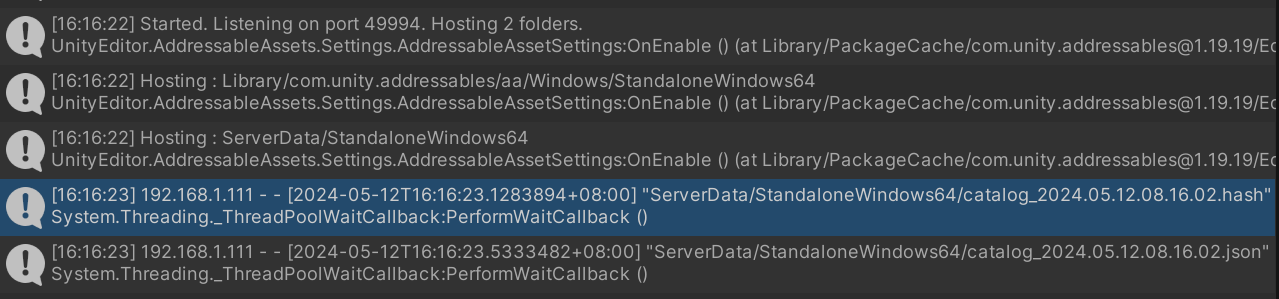 [16:16:22] Started. Listening on port 49994. Hosting 2 folders.
UnityEditor.AddressableAssets.Settings.AddressableAssetSettings:OnEnable () (at Library/PackageCache/com.unity.addressables@1.19.19/Ec
[16:16:22] Hosting : Library/com.unity.addressables/aa/Windows/StandaloneWindows64
UnityEditor.AddressableAssets.Settings.AddressableAssetSettings:OnEnable () (at Library/PackageCache/com.unity.addressables@1.19.19/Ec
[16:16:22] Hosting : ServerData/StandaloneWindows64
UnityEditor.AddressableAssets.Settings.AddressableAssetSettings:OnEnable () (at Library/PackageCache/com.unity.addressables@1.19.19/Ec
[16:16:23] 192.168.1.111 - - [2024-05-12T16:16:23.1283894+08:00] "ServerData/StandaloneWindows64/catalog_2024.05.12.08.16.02.hash"
System.Threading._ThreadPoolWaitCallback:PerformWaitCallback ()
[16:16:23] 192.168.1.111 - - [2024-05-12T16:16:23.5333482+08:00] "ServerData/StandaloneWindows64/catalog_2024.05.12.08.16.02.json"
System.Threading._ThreadPoolWaitCallback:PerformWaitCallback ()